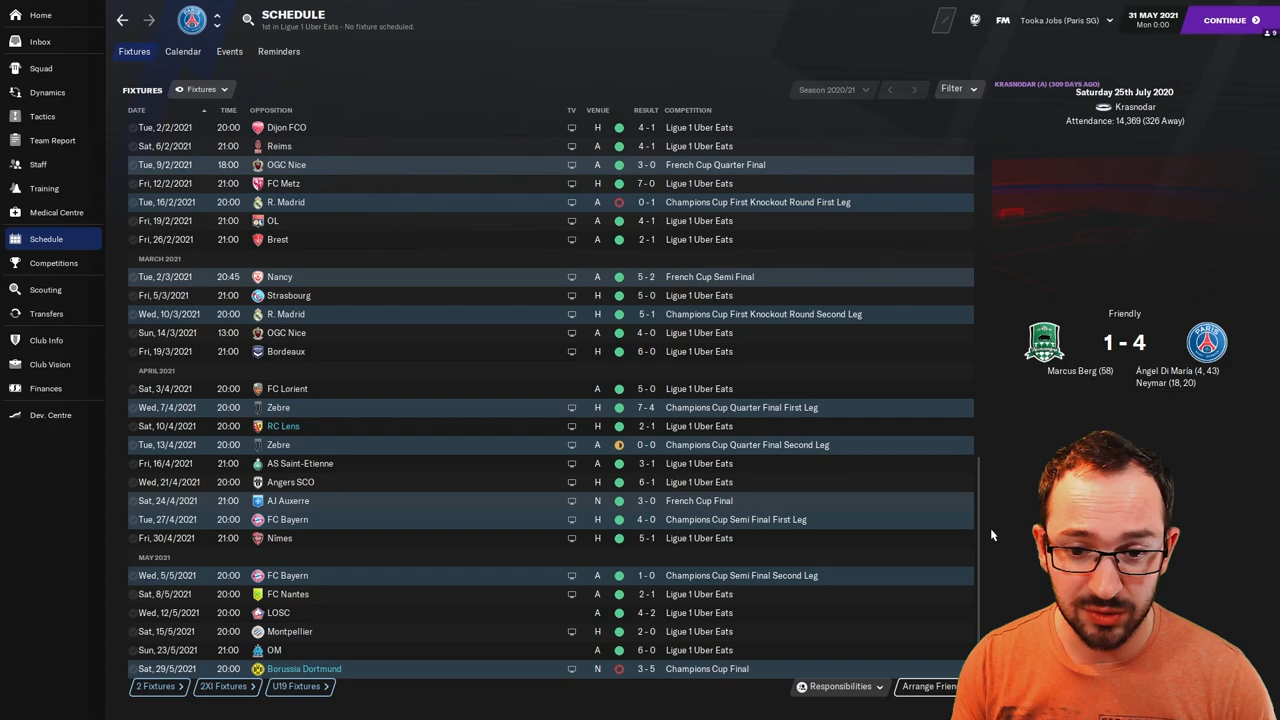 Home
Inbox
Squad
Dynamics
Tactics
Team Report
Staff
Training
Medical Centre
Schedule
Competitions
Scouting
Transfers
Club Info
Club Vision
Finances
Dev. Centre
SCHEDULE
1st in Ligue 1 Uber Eats - No fixture scheduled.
FM Tooka Jobs (Paris SG)
31 MAY 2021
Mon 0:00
CONTINUE
9
Fixtures Calendar Events Reminders
FIXTURES Fixtures Season 2020/21 Filter
DATE TIME OPPOSITION TV VENUE RESULT COMPETITION
Tue, 2/2/2021 20:00 Dijon FCO H 4 - 1 Ligue 1 Uber Eats
Sat, 6/2/2021 21:00 Reims A 4 - 1 Ligue 1 Uber Eats
Tue, 9/2/2021 18:00 OGC Nice A 3 - 0 French Cup Quarter Final
Fri, 12/2/2021 21:00 FC Metz H 7 - 0 Ligue 1 Uber Eats
Tue, 16/2/2021 20:00 R. Madrid A 0 - 1 Champions Cup First Knockout Round First Leg
Fri, 19/2/2021 21:00 OL A 4 - 1 Ligue 1 Uber Eats
Fri, 26/2/2021 21:00 Brest A 2 - 1 Ligue 1 Uber Eats
MARCH 2021
Tue, 2/3/2021 20:45 Nancy A 5 - 2 French Cup Semi Final
Fri, 5/3/2021 21:00 Strasbourg H 5 - 0 Ligue 1 Uber Eats
Wed, 10/3/2021 20:00 R. Madrid H 5 - 1 Champions Cup First Knockout Round Second Leg
Sun, 14/3/2021 13:00 OGC Nice A 4 - 0 Ligue 1 Uber Eats
Fri, 19/3/2021 21:00 Bordeaux H 6 - 0 Ligue 1 Uber Eats
APRIL 2021
Sat, 3/4/2021 20:00 FC Lorient A 5 - 0 Ligue 1 Uber Eats
Wed, 7/4/2021 20:00 Zebre H 7 - 4 Champions Cup Quarter Final First Leg
Sat, 10/4/2021 20:00 RC Lens H 2 - 1 Ligue 1 Uber Eats
Tue, 13/4/2021 20:00 Zebre A 0 - 0 Champions Cup Quarter Final Second Leg
Fri, 16/4/2021 21:00 AS Saint-Etienne A 3 - 1 Ligue 1 Uber Eats
Wed, 21/4/2021 20:00 Angers SCO H 6 - 1 Ligue 1 Uber Eats
Sat, 24/4/2021 21:00 AJ Auxerre N 3 - 0 French Cup Final
Tue, 27/4/2021 20:00 FC Bayern H 4 - 0 Champions Cup Semi Final First Leg
Fri, 30/4/2021 21:00 Nîmes H 5 - 1 Ligue 1 Uber Eats
MAY 2021
Wed, 5/5/2021 20:00 FC Bayern A 1 - 0 Champions Cup Semi Final Second Leg
Sat, 8/5/2021 20:00 FC Nantes A 2 - 1 Ligue 1 Uber Eats
Wed, 12/5/2021 20:00 LOSC A 4 - 2 Ligue 1 Uber Eats
Sat, 15/5/2021 20:00 Montpellier H 2 - 0 Ligue 1 Uber Eats
Sun, 23/5/2021 21:00 OM A 6 - 0 Ligue 1 Uber Eats
Sat, 29/5/2021 20:00 Borussia Dortmund N 3 - 5 Champions Cup Final
2 Fixtures 2XI Fixtures U19 Fixtures Responsibilities Arrange Frien
KRASNODAR (A) (309 DAYS AGO)
Saturday 25th July 2020
Krasnodar
Attendance: 14,369 (326 Away)
Friendly
1 - 4
Marcus Berg (58) Ángel Di María (4, 43)
Neymar (18, 20)